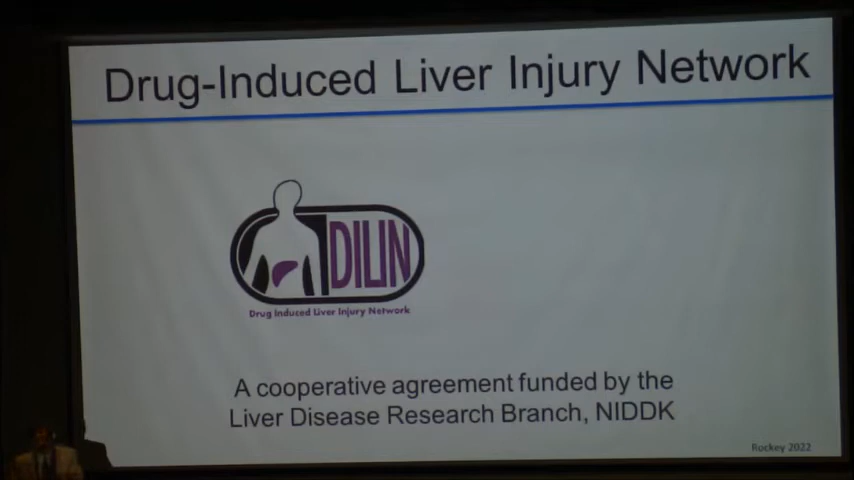 Drug-Induced Liver Injury Network
DILIN
Drug Induced Liver Injury Network
A cooperative agreement funded by the
Liver Disease Research Branch, NIDDK
Rockey 2022